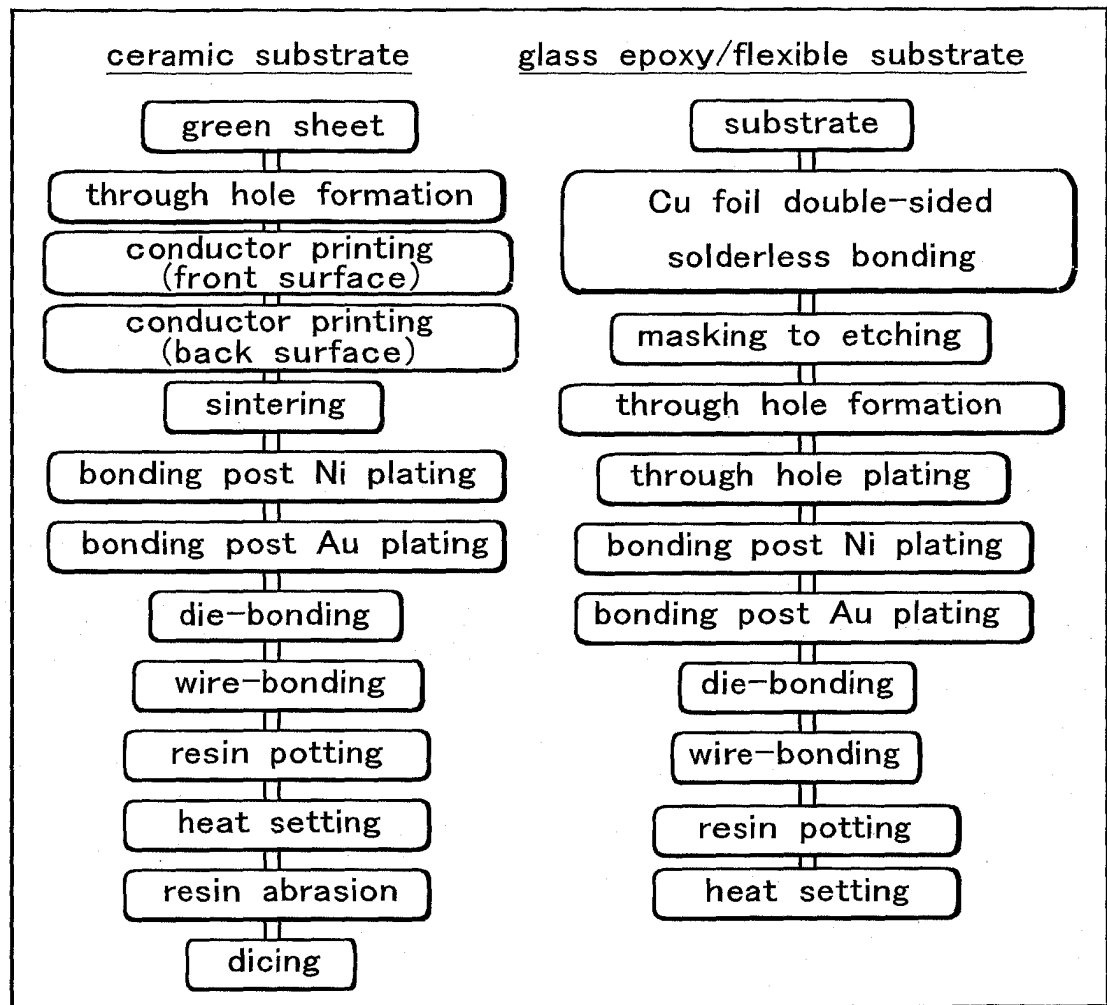 ceramic substrate
green sheet
through hole formation
conductor printing
(front surface)
conductor printing
(back surface)
sintering
bonding post Ni plating
bonding post Au plating
die-bonding
wire-bonding
resin potting
heat setting
resin abrasion
dicing
glass epoxy/flexible substrate
substrate
Cu foil double-sided
solderless bonding
masking to etching
through hole formation
through hole plating
bonding post Ni plating
bonding post Au plating
die-bonding
wire-bonding
resin potting
heat setting